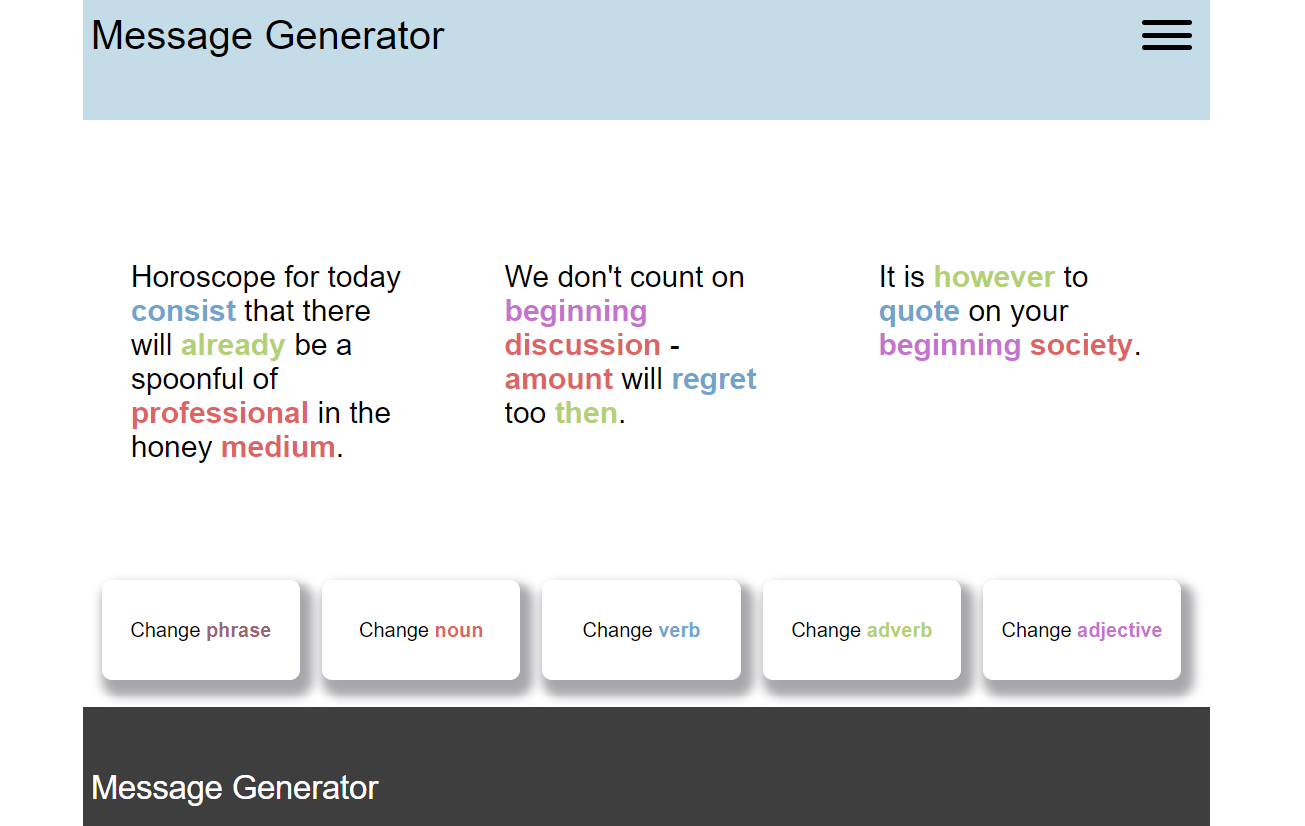 Message Generator
Horoscope for today
consist that there
will already be a
spoonful of
professional in the
honey medium.
We don't count on
beginning
discussion -
amount will regret
too then.
It is however to
quote on your
beginning society.
Change phrase
Change noun
Change verb
Change adverb
Change adjective
Message Generator